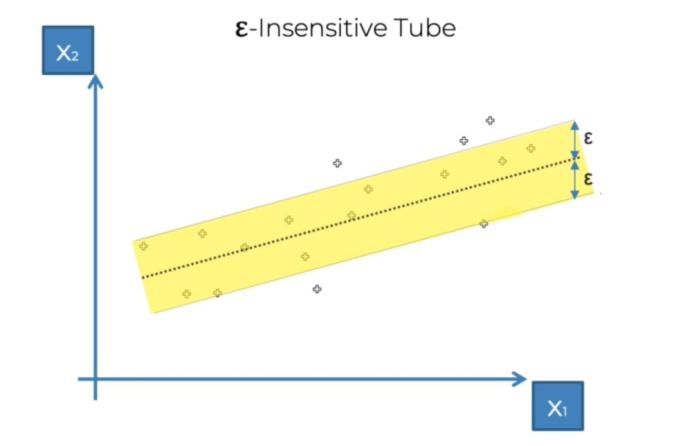 ε-Insensitive Tube
X₂
ε
ε
X₁